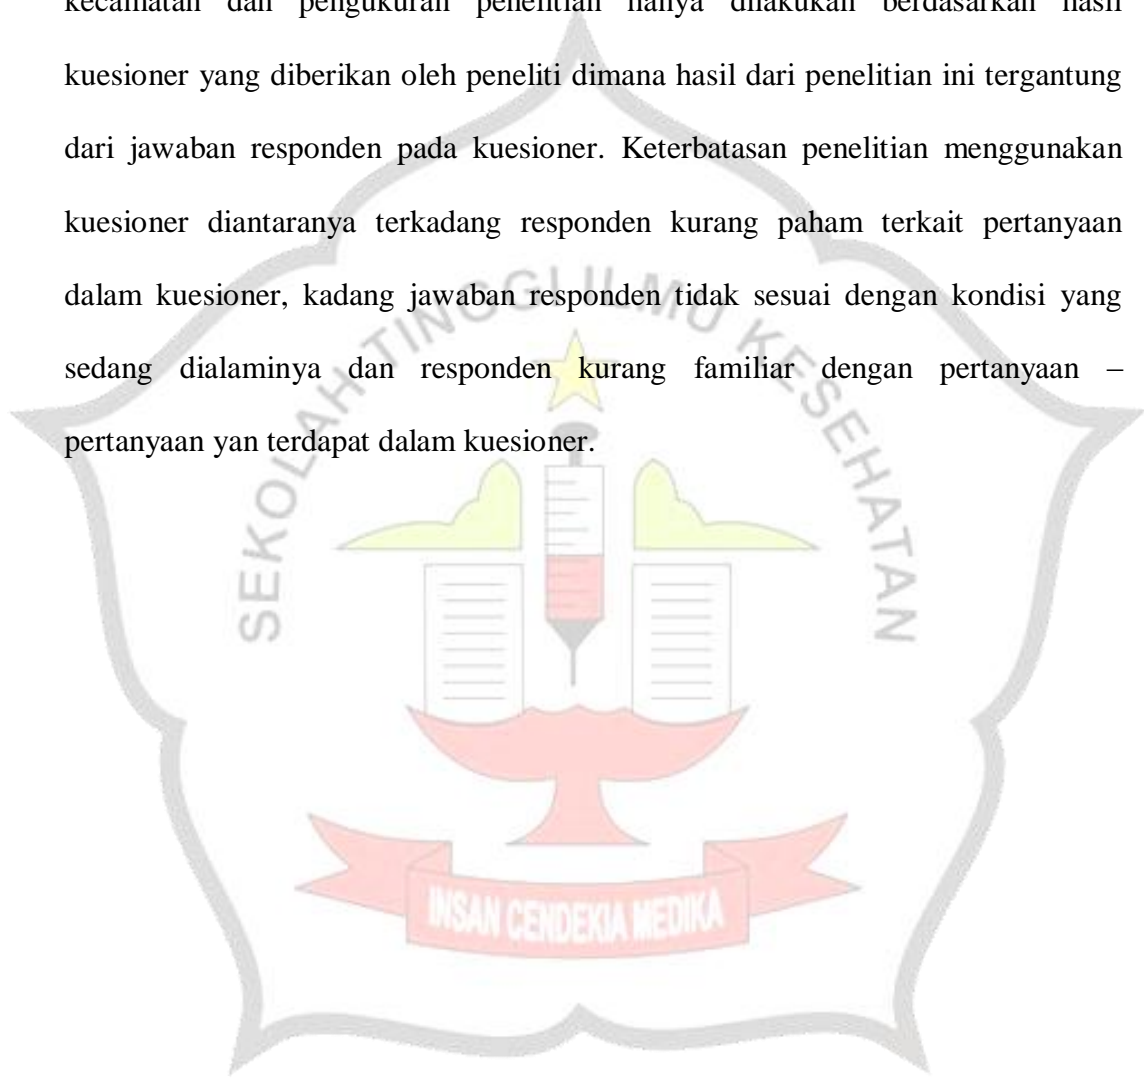 kecamatan dan pengukuran penelitian hanya dilakukan berdasarkan hasil
kuesioner yang diberikan oleh peneliti dimana hasil dari penelitian ini tergantung
dari jawaban responden pada kuesioner. Keterbatasan penelitian menggunakan
kuesioner diantaranya terkadang responden kurang paham terkait pertanyaan
dalam kuesioner, kadang jawaban responden tidak sesuai dengan kondisi yang
sedang dialaminya dan responden kurang familiar dengan pertanyaan –
pertanyaan yan terdapat dalam kuesioner.
SEKOLAH TINGGI ILMU KESEHATAN
INSAN CENDEKIA MEDIKA